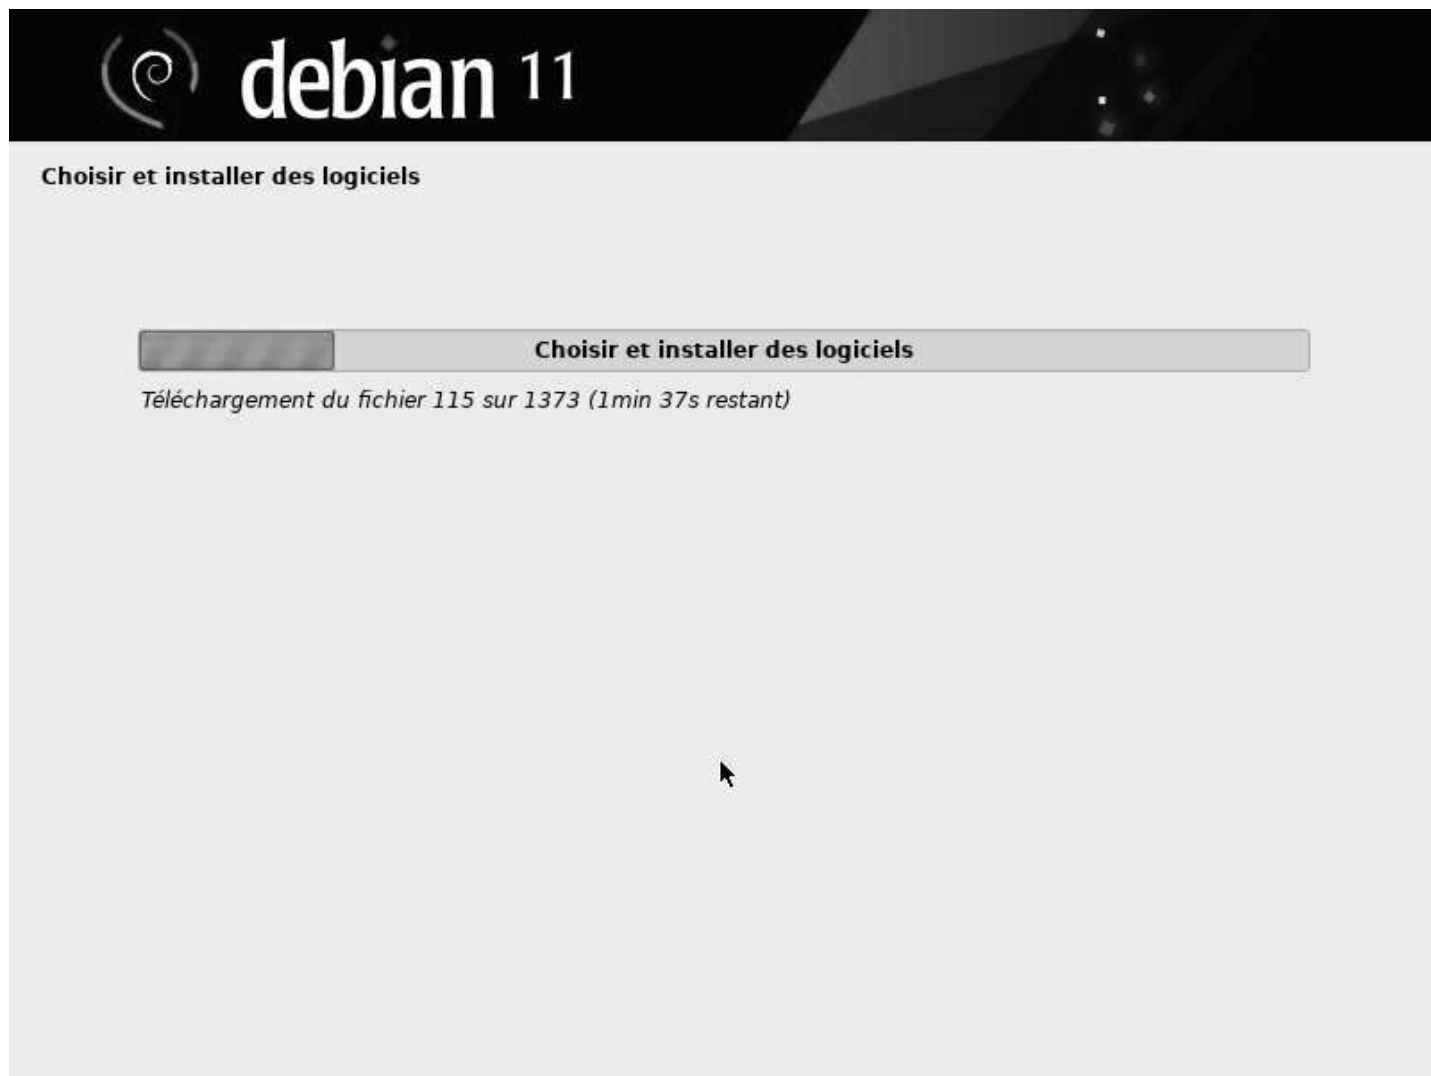 debian 11
Choisir et installer des logiciels
Choisir et installer des logiciels
Téléchargement du fichier 115 sur 1373 (1min 37s restant)